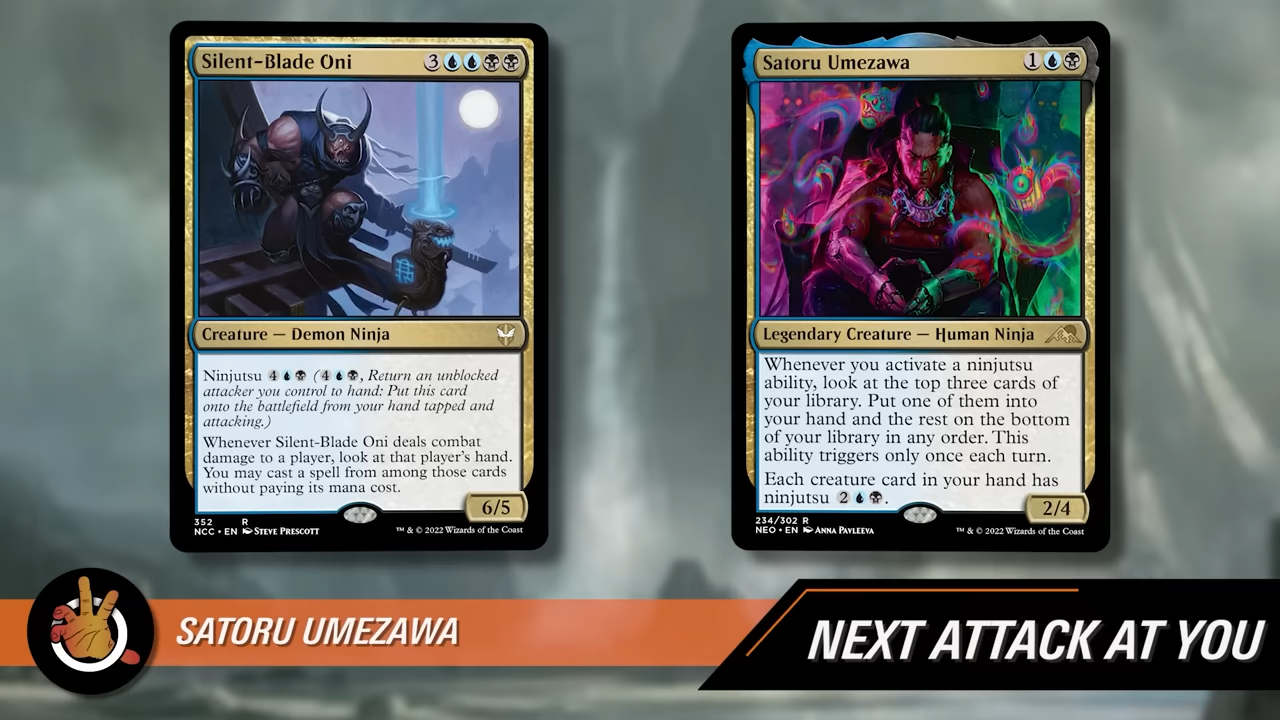 Silent-Blade Oni 3
Creature — Demon Ninja
Ninjutsu 4 (4, Return an unblocked
attacker you control to hand: Put this card
onto the battlefield from your hand tapped and
attacking.)
Whenever Silent-Blade Oni deals combat
damage to a player, look at that player's hand.
You may cast a spell from among those cards
without paying its mana cost.
6/5
352 R
NCC • EN Steve Prescott
™ & © 2022 Wizards of the Coast
Satoru Umezawa 1
Legendary Creature — Human Ninja
Whenever you activate a ninjutsu
ability, look at the top three cards of
your library. Put one of them into
your hand and the rest on the bottom
of your library in any order. This
ability triggers only once each turn.
Each creature card in your hand has
ninjutsu 2.
2/4
234/302 R
NEO • EN Anna Pavleeva
™ & © 2022 Wizards of the Coast
SATORU UMEZAWA
NEXT ATTACK AT YOU